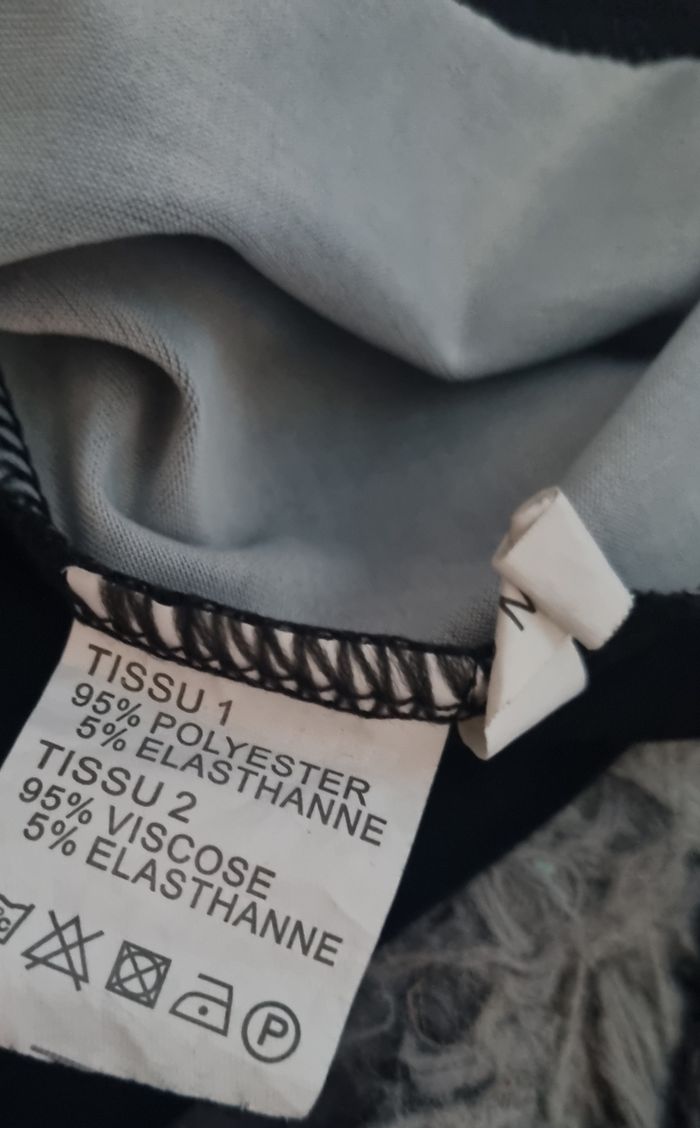 TISSU 1
95% POLYESTER
5% ELASTHANNE
TISSU 2
95% VISCOSE
5% ELASTHANNE
P